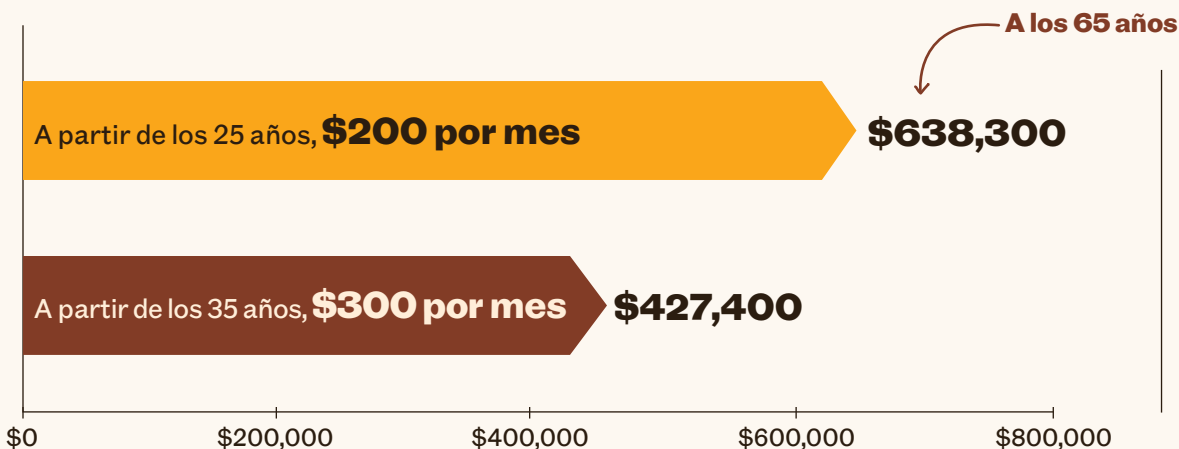 A los 65 años
A partir de los 25 años, $200 por mes
$638,300
A partir de los 35 años, $300 por mes
$427,400
$0 $200,000 $400,000 $600,000 $800,000